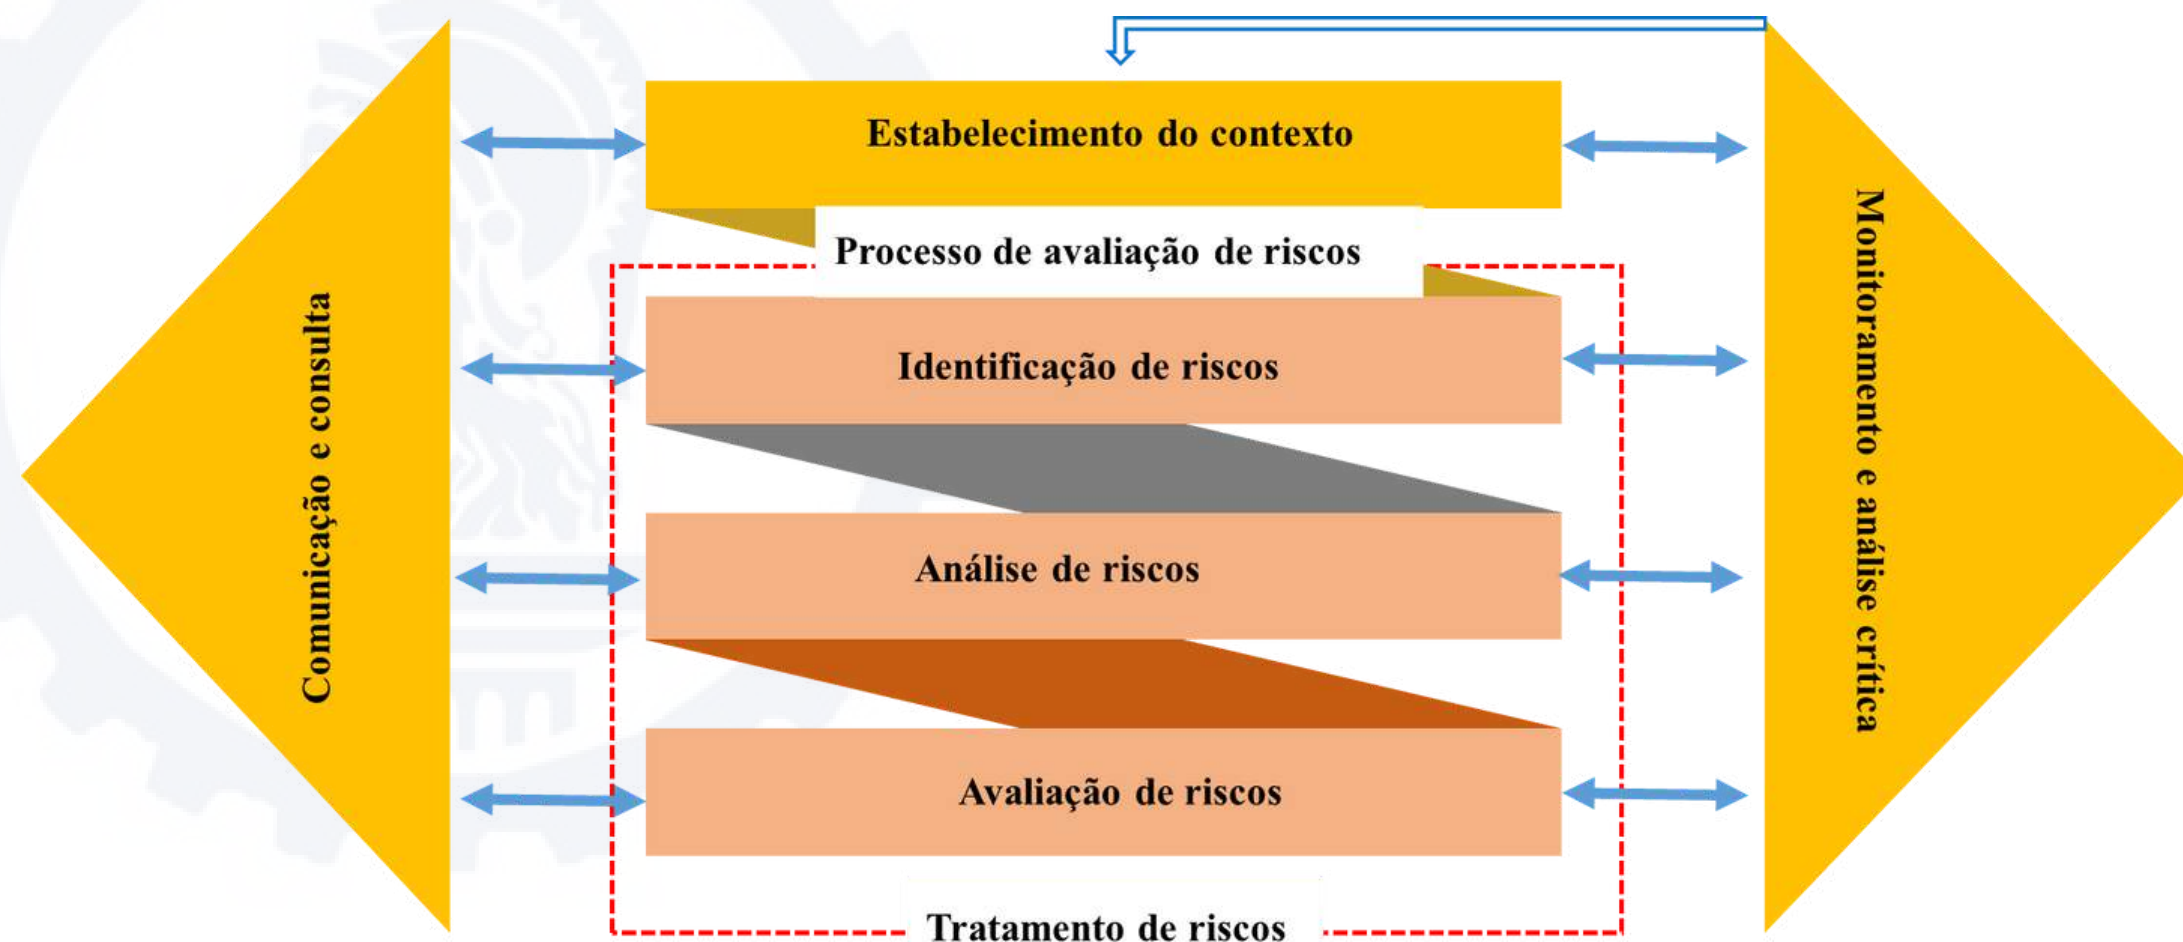 Estabelecimento do contexto
Processo de avaliação de riscos
Comunicação e consulta
Identificação de riscos
Análise de riscos
Avaliação de riscos
Tratamento de riscos
Monitoramento e análise crítica